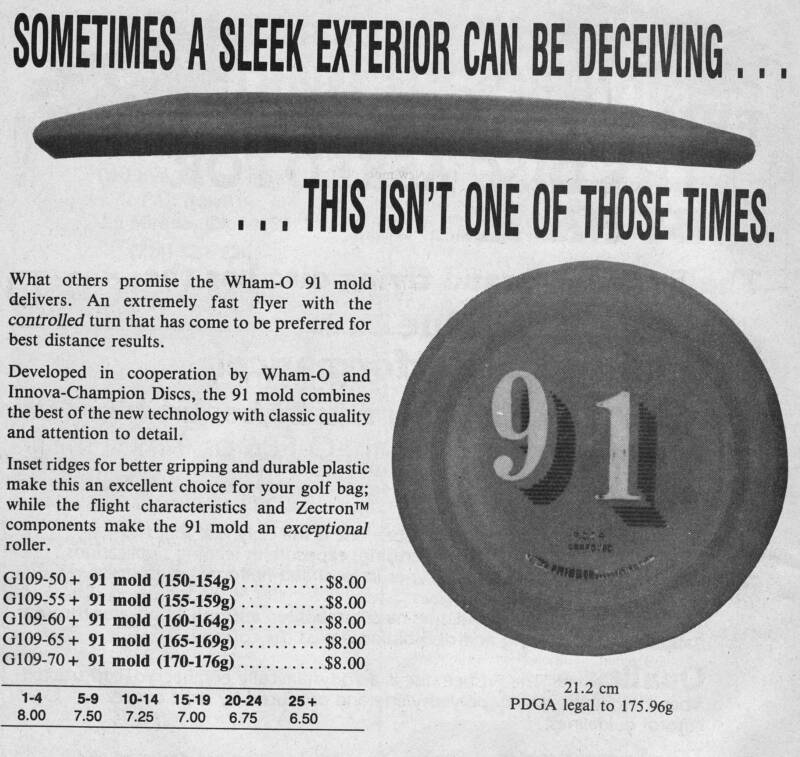 SOMETIMES A SLEEK EXTERIOR CAN BE DECEIVING . . .
. . . THIS ISN'T ONE OF THOSE TIMES.
What others promise the Wham-O 91 mold
delivers. An extremely fast flyer with the
controlled turn that has come to be preferred for
best distance results.
Developed in cooperation by Wham-O and
Innova-Champion Discs, the 91 mold combines
the best of the new technology with classic quality
and attention to detail.
Inset ridges for better gripping and durable plastic
make this an excellent choice for your golf bag;
while the flight characteristics and Zectron™
components make the 91 mold an exceptional
roller.
G109-50+ 91 mold (150-154g) . . . . . . . . . . $8.00
G109-55+ 91 mold (155-159g) . . . . . . . . . . $8.00
G109-60+ 91 mold (160-164g) . . . . . . . . . . $8.00
G109-65+ 91 mold (165-169g) . . . . . . . . . . $8.00
G109-70+ 91 mold (170-176g) . . . . . . . . . . $8.00
1-4 5-9 10-14 15-19 20-24 25+
8.00 7.50 7.25 7.00 6.75 6.50
91
21.2 cm
PDGA legal to 175.96g